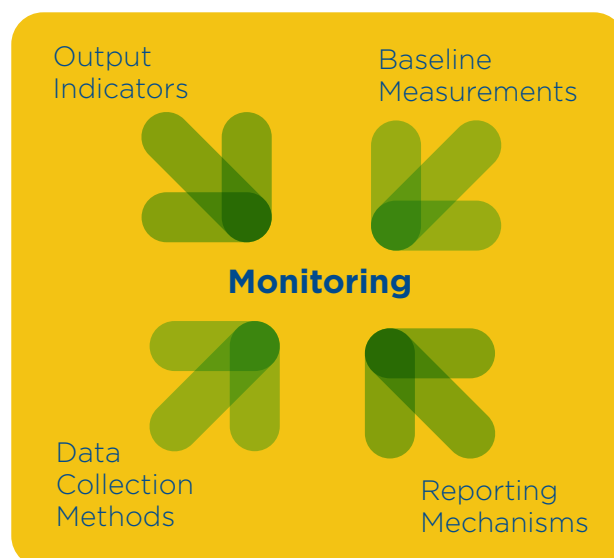 Output
Indicators
Baseline
Measurements
Monitoring
Data
Collection
Methods
Reporting
Mechanisms